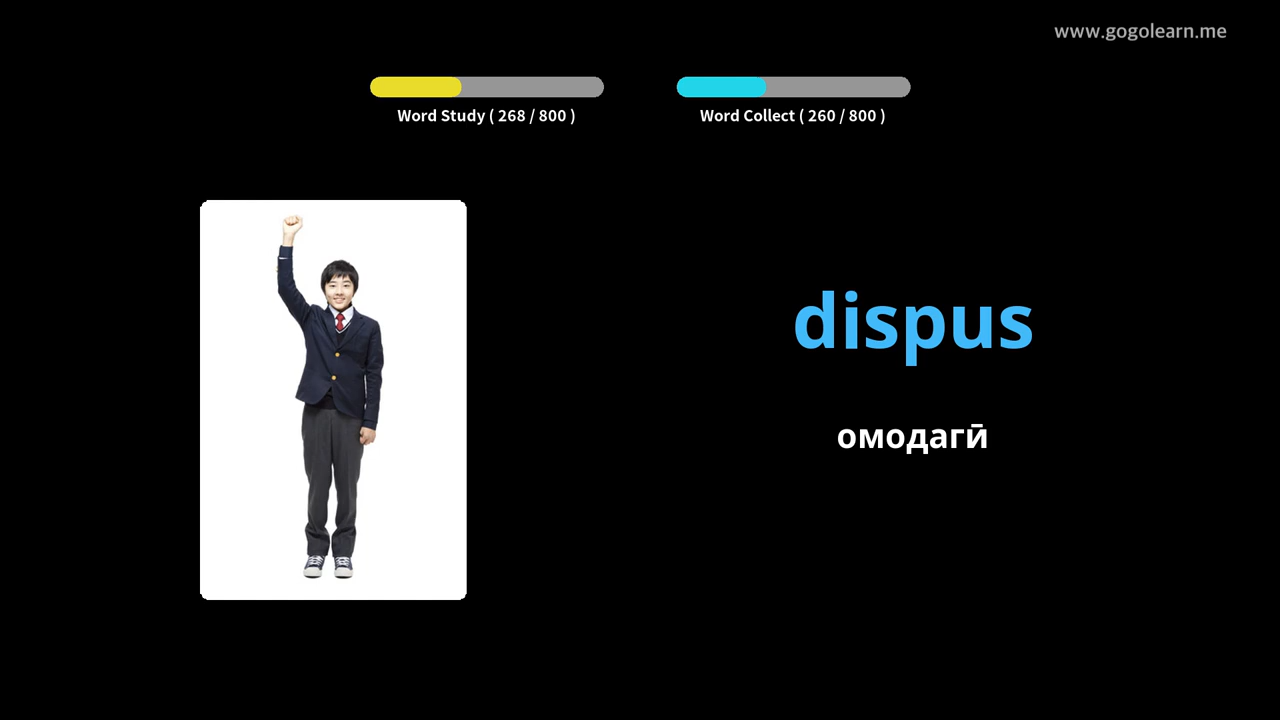 www.gogolearn.me
Word Study ( 268 / 800 )
Word Collect ( 260 / 800 )
dispus
омодагӣ